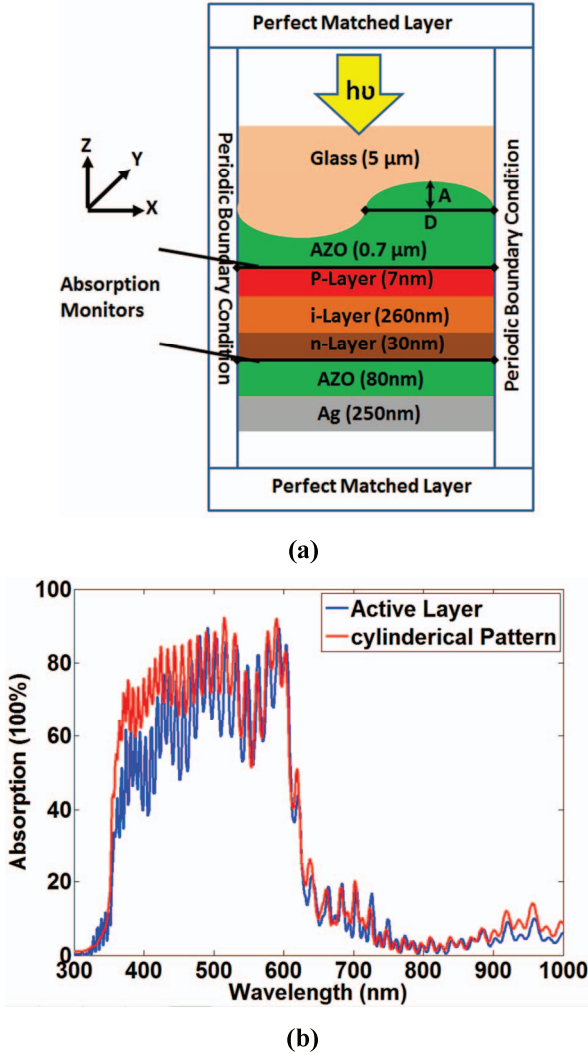 Perfect Matched Layer
hυ
Periodic Boundary Condition
Periodic Boundary Condition
Z
Y
X
Glass (5 μm)
A
D
AZO (0.7 μm)
Absorption
Monitors
P-Layer (7nm)
i-Layer (260nm)
n-Layer (30nm)
AZO (80nm)
Ag (250nm)
Perfect Matched Layer
(a)
Absorption (100%)
100
80
60
40
20
0
Active Layer
cylinderical Pattern
300 400 500 600 700 800 900 1000
Wavelength (nm)
(b)